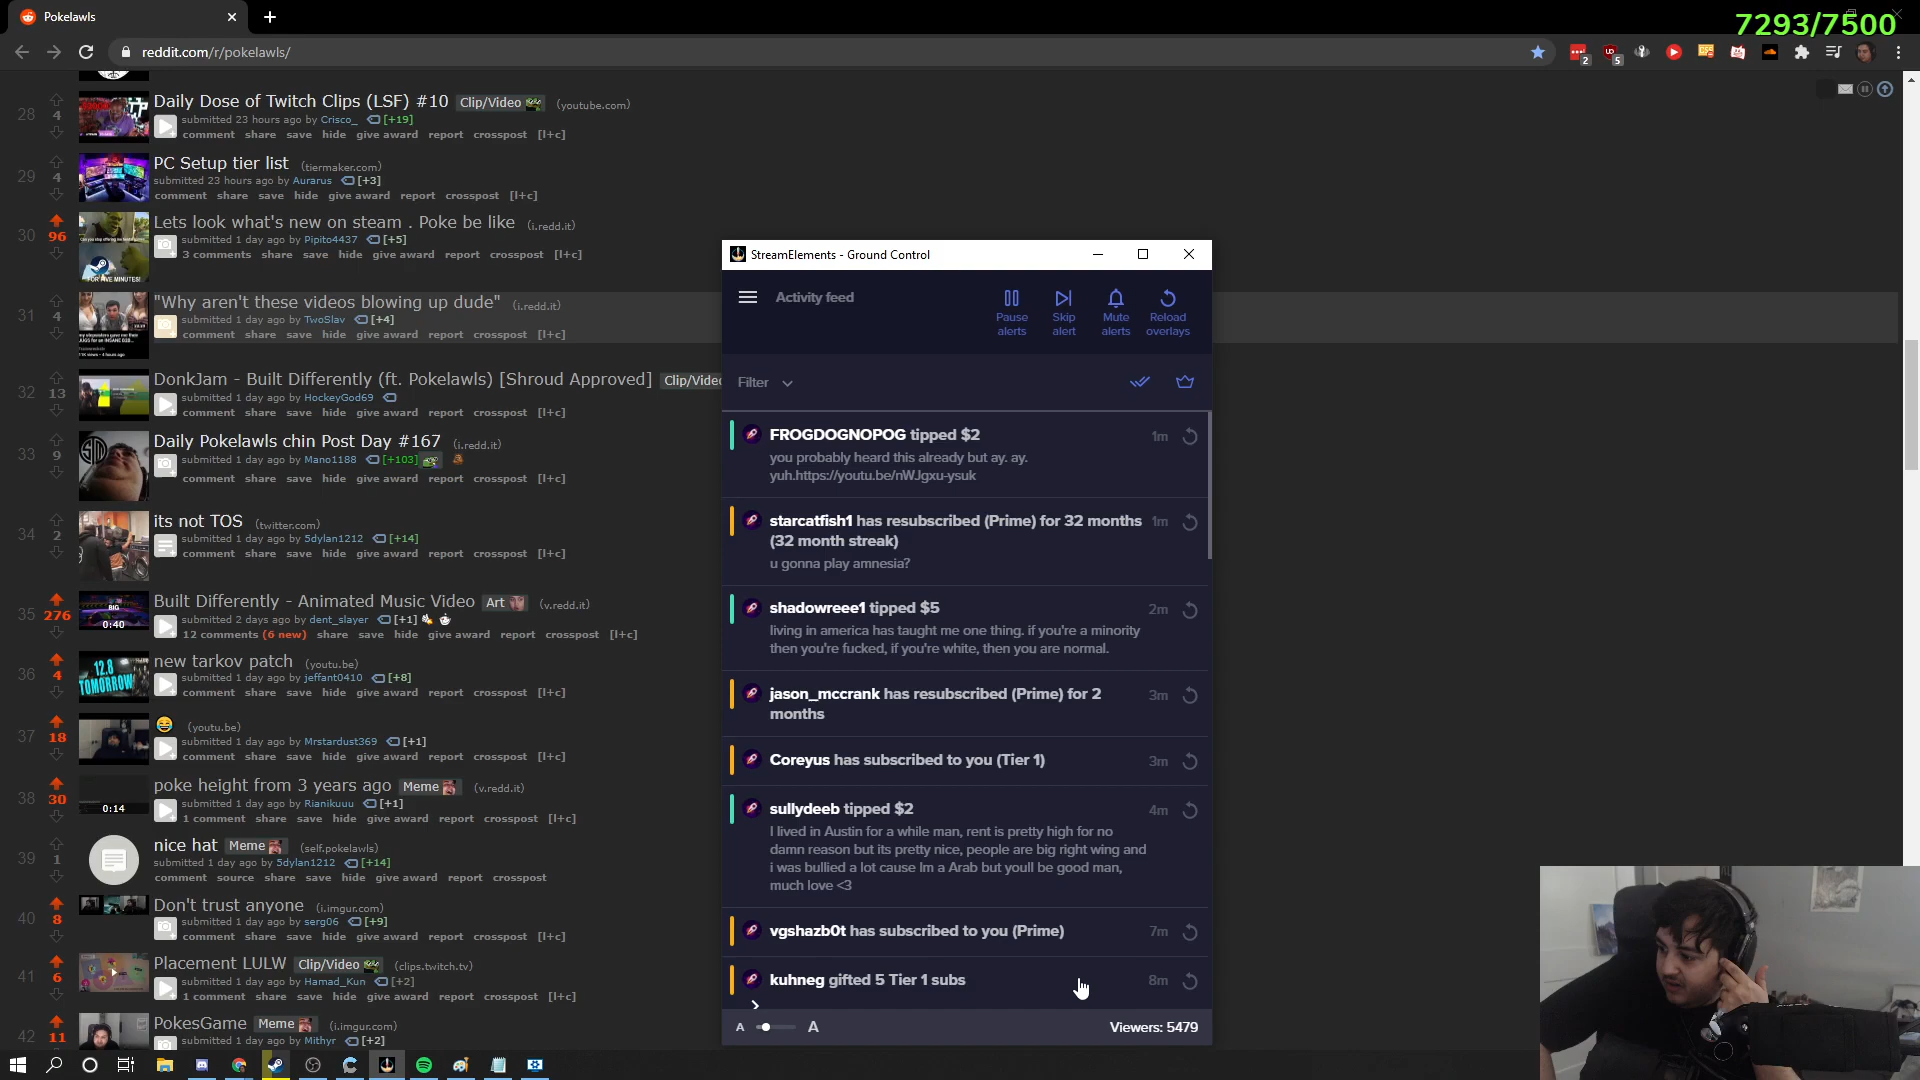 Pokelawls
7293/7500
reddit.com/r/pokelawls/
2
5
28
4
Daily Dose of Twitch Clips (LSF) #10 Clip/Video (youtube.com)
submitted 23 hours ago by Crisco_ [+19]
comment share save hide give award report crosspost [l+c]
29
4
PC Setup tier list (tiermaker.com)
submitted 23 hours ago by Aurarus [+3]
comment share save hide give award report crosspost [l+c]
30
96
Lets look what's new on steam . Poke be like (i.redd.it)
submitted 1 day ago by Pipito4437 [+5]
3 comments share save hide give award report crosspost [l+c]
31
4
"Why aren't these videos blowing up dude" (i.redd.it)
submitted 1 day ago by TwoSlav [+4]
comment share save hide give award report crosspost [l+c]
32
13
DonkJam - Built Differently (ft. Pokelawls) [Shroud Approved] Clip/Video
submitted 1 day ago by HockeyGod69
comment share save hide give award report crosspost [l+c]
33
9
Daily Pokelawls chin Post Day #167 (i.redd.it)
submitted 1 day ago by Mano1188 [+103]
comment share save hide give award report crosspost [l+c]
34
2
its not TOS (twitter.com)
submitted 1 day ago by 5dylan1212 [+14]
comment share save hide give award report crosspost [l+c]
35
276
BIG
0:40
Built Differently - Animated Music Video Art (v.redd.it)
submitted 2 days ago by dent_slayer [+1]
12 comments (6 new) share save hide give award report crosspost [l+c]
36
4
12.8
TOMORROW
new tarkov patch (youtu.be)
submitted 1 day ago by jeffant0410 [+8]
comment share save hide give award report crosspost [l+c]
37
18
(youtu.be)
submitted 1 day ago by Mrstardust369 [+1]
comment share save hide give award report crosspost [l+c]
38
30
0:14
poke height from 3 years ago Meme (v.redd.it)
submitted 1 day ago by Rianikuuu [+1]
1 comment share save hide give award report crosspost [l+c]
39
1
nice hat Meme (self.pokelawls)
submitted 1 day ago by 5dylan1212 [+14]
comment source share save hide give award report crosspost
40
8
Don't trust anyone (i.imgur.com)
submitted 1 day ago by serg06 [+9]
comment share save hide give award report crosspost [l+c]
41
6
Placement LULW Clip/Video (clips.twitch.tv)
submitted 1 day ago by Hamad_Kun [+2]
1 comment share save hide give award report crosspost [l+c]
42
11
PokesGame Meme (i.imgur.com)
submitted 1 day ago by Mithyr [+2]
StreamElements - Ground Control
Activity feed
Pause alerts
Skip alert
Mute alerts
Reload overlays
Filter
FROGDOGNOPOG tipped $2 1m
you probably heard this already but ay. ay.
yuh.https://youtu.be/nWJgxu-ysuk
starcatfish1 has resubscribed (Prime) for 32 months 1m
(32 month streak)
u gonna play amnesia?
shadowreee1 tipped $5 2m
living in america has taught me one thing. if you're a minority
then you're fucked, if you're white, then you are normal.
jason_mccrank has resubscribed (Prime) for 2 3m
months
Coreyus has subscribed to you (Tier 1) 3m
sullydeeb tipped $2 4m
I lived in Austin for a while man, rent is pretty high for no
damn reason but its pretty nice, people are big right wing and
i was bullied a lot cause Im a Arab but youll be good man,
much love <3
vgshazb0t has subscribed to you (Prime) 7m
kuhneg gifted 5 Tier 1 subs 8m
A A
Viewers: 5479